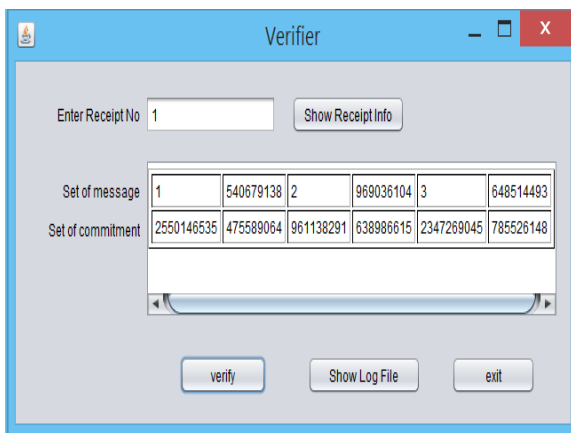 Verifier
X
Enter Receipt No 1 Show Receipt Info
Set of message 1 540679138 2 969036104 3 648514493
Set of commitment 2550146535 475589064 961138291 638986615 2347269045 785526148
verify Show Log File exit